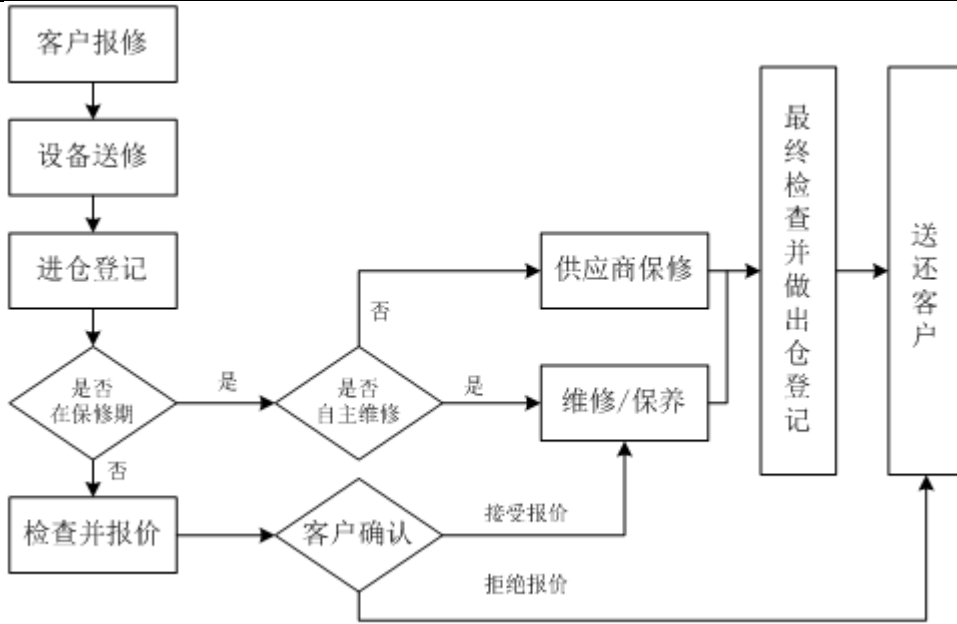 客户报修
设备送修
进仓登记
是否
在保修期
是
否
检查并报价
是否
自主维修
否
是
供应商保修
维修/保养
客户确认
接受报价
拒绝报价
最终检查并做出仓登记
送还客户